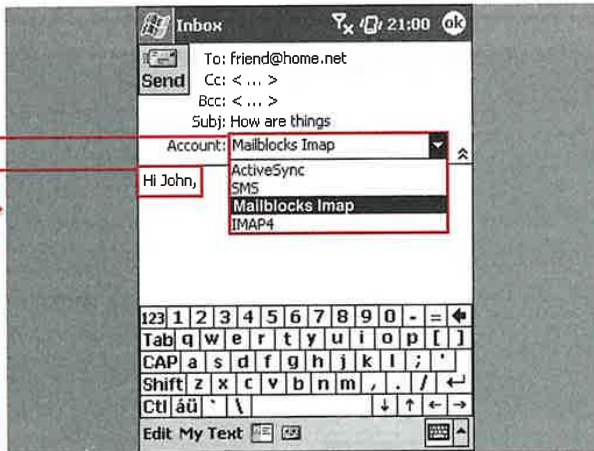 Inbox 21:00 ok
Send
To: friend@home.net
Cc: < ... >
Bcc: < ... >
Subj: How are things
Account: Mailblocks Imap
ActiveSync
SMS
Mailblocks Imap
IMAP4
Hi John,
123 1 2 3 4 5 6 7 8 9 0 - =
Tab q w e r t y u i o p [ ]
CAP a s d f g h j k l ; '
Shift z x c v b n m , . /
Ctl áü ` \
Edit My Text